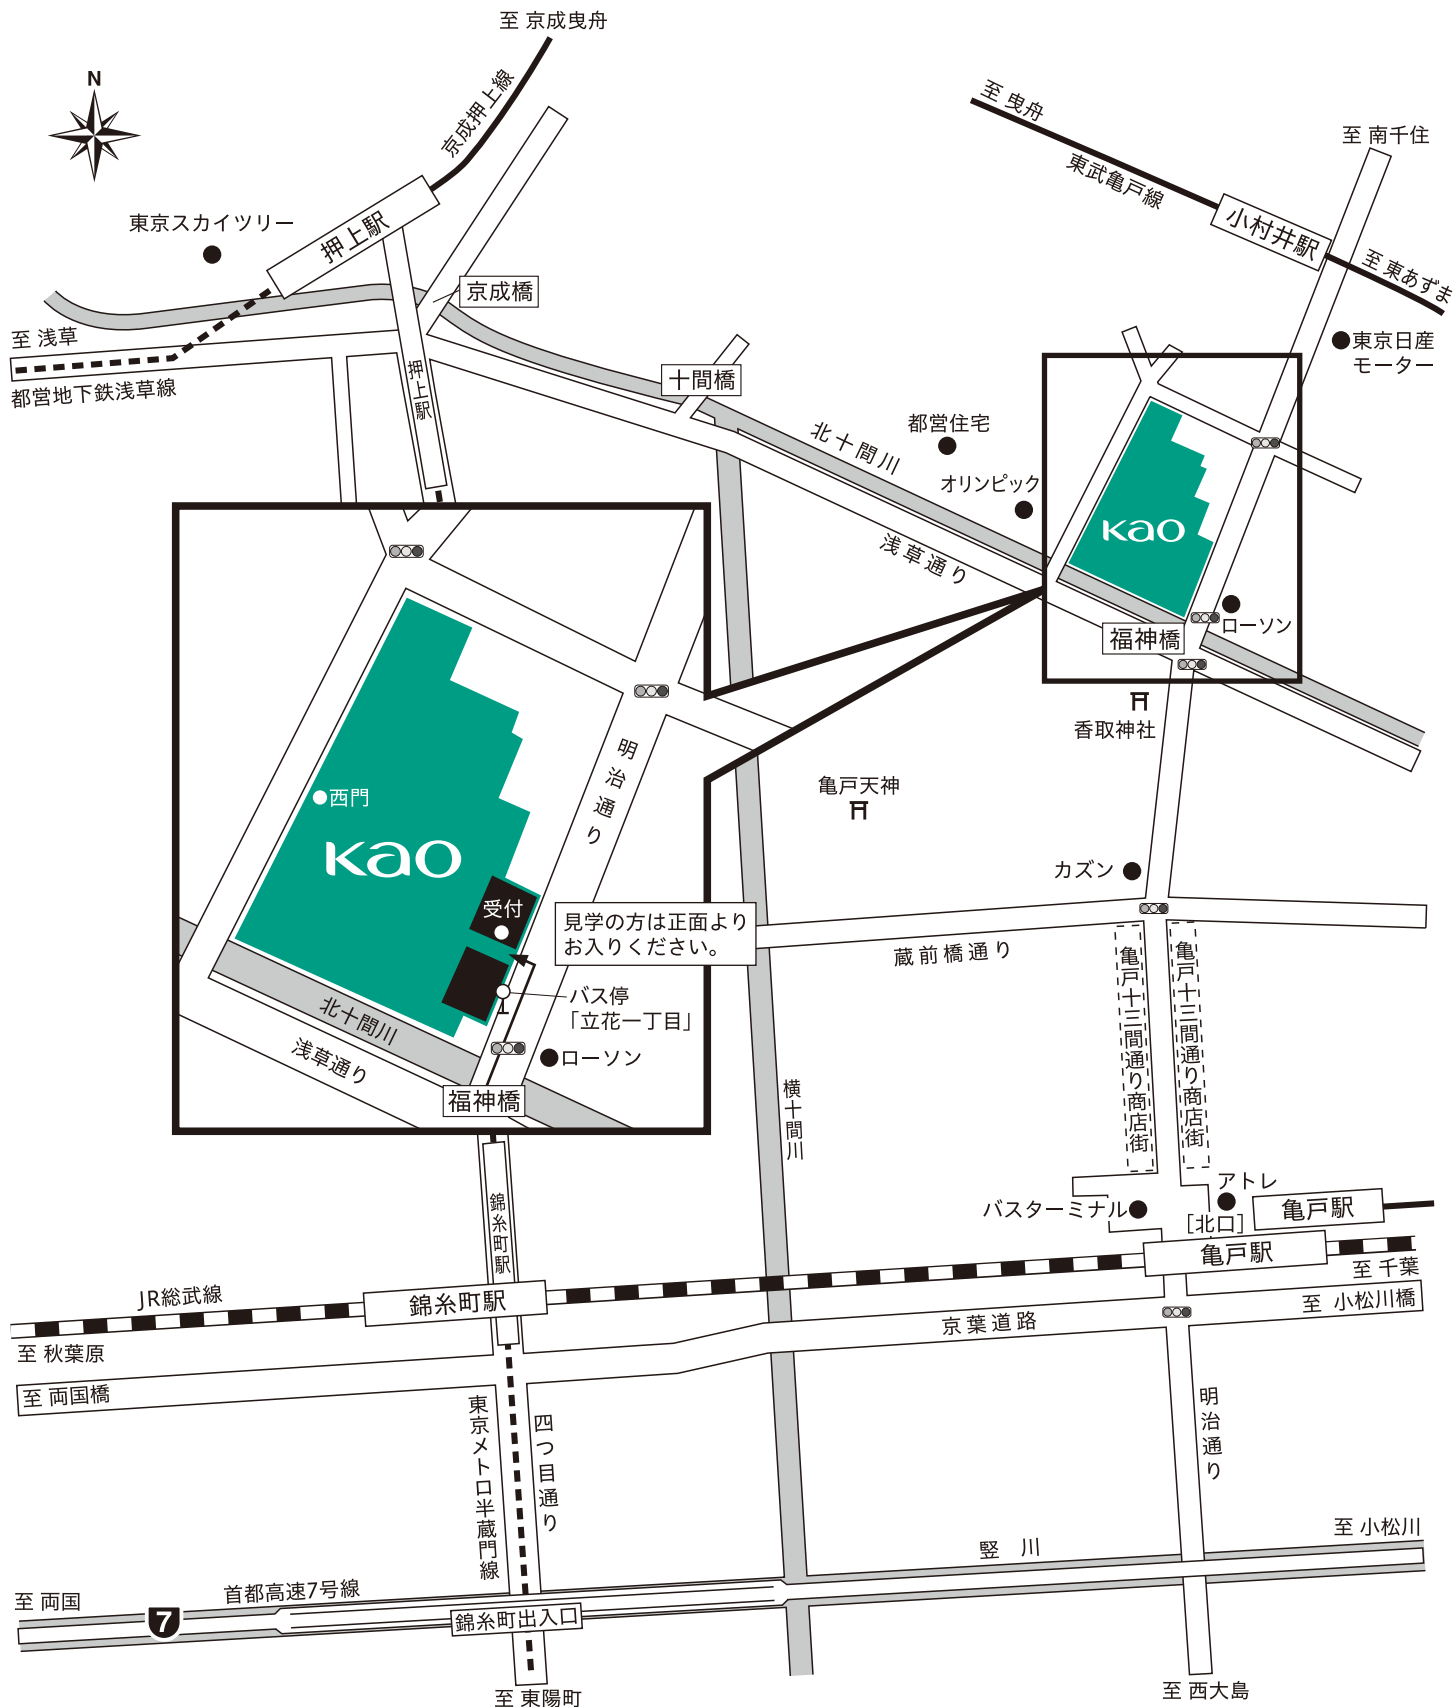 至 京成曳舟
N
京成押上線
至 曳舟
至 南千住
東武亀戸線
東京スカイツリー
押上駅
小村井駅
至 東あずま
京成橋
至 浅草
東京日産
モーター
都営地下鉄浅草線
押上駅
十間橋
都営住宅
北十間川
オリンピック
kao
浅草通り
ローソン
福神橋
香取神社
明治通り
西門
亀戸天神
kao
カズン
受付
見学の方は正面より
お入りください。
蔵前橋通り
亀戸十三間通り商店街
亀戸十三間通り商店街
バス停
「立花一丁目」
北十間川
浅草通り
ローソン
福神橋
横十間川
アトレ
バスターミナル
[北口]
亀戸駅
錦糸町駅
亀戸駅
至 千葉
JR総武線
錦糸町駅
至 小松川橋
京葉道路
至 秋葉原
至 両国橋
東京メトロ半蔵門線
四つ目通り
明治通り
竪 川
至 小松川
首都高速7号線
至 両国
7
錦糸町出入口
至 東陽町
至 西大島